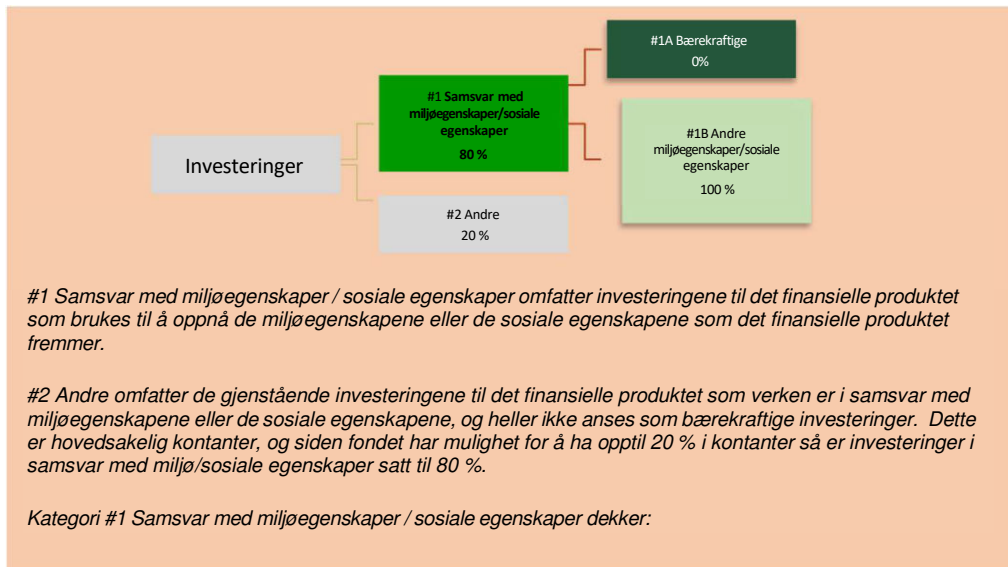 #1A Bærekraftige
0%
#1 Samsvar med
miljøegenskaper/sosiale
egenskaper
80 %
#1B Andre
miljøegenskaper/sosiale
egenskaper
100 %
Investeringer
#2 Andre
20 %
#1 Samsvar med miljøegenskaper / sosiale egenskaper omfatter investeringene til det finansielle produktet
som brukes til å oppnå de miljøegenskapene eller de sosiale egenskapene som det finansielle produktet
fremmer.
#2 Andre omfatter de gjenstående investeringene til det finansielle produktet som verken er i samsvar med
miljøegenskapene eller de sosiale egenskapene, og heller ikke anses som bærekraftige investeringer. Dette
er hovedsakelig kontanter, og siden fondet har mulighet for å ha opptil 20 % i kontanter så er investeringer i
samsvar med miljø/sosiale egenskaper satt til 80 %.
Kategori #1 Samsvar med miljøegenskaper / sosiale egenskaper dekker: